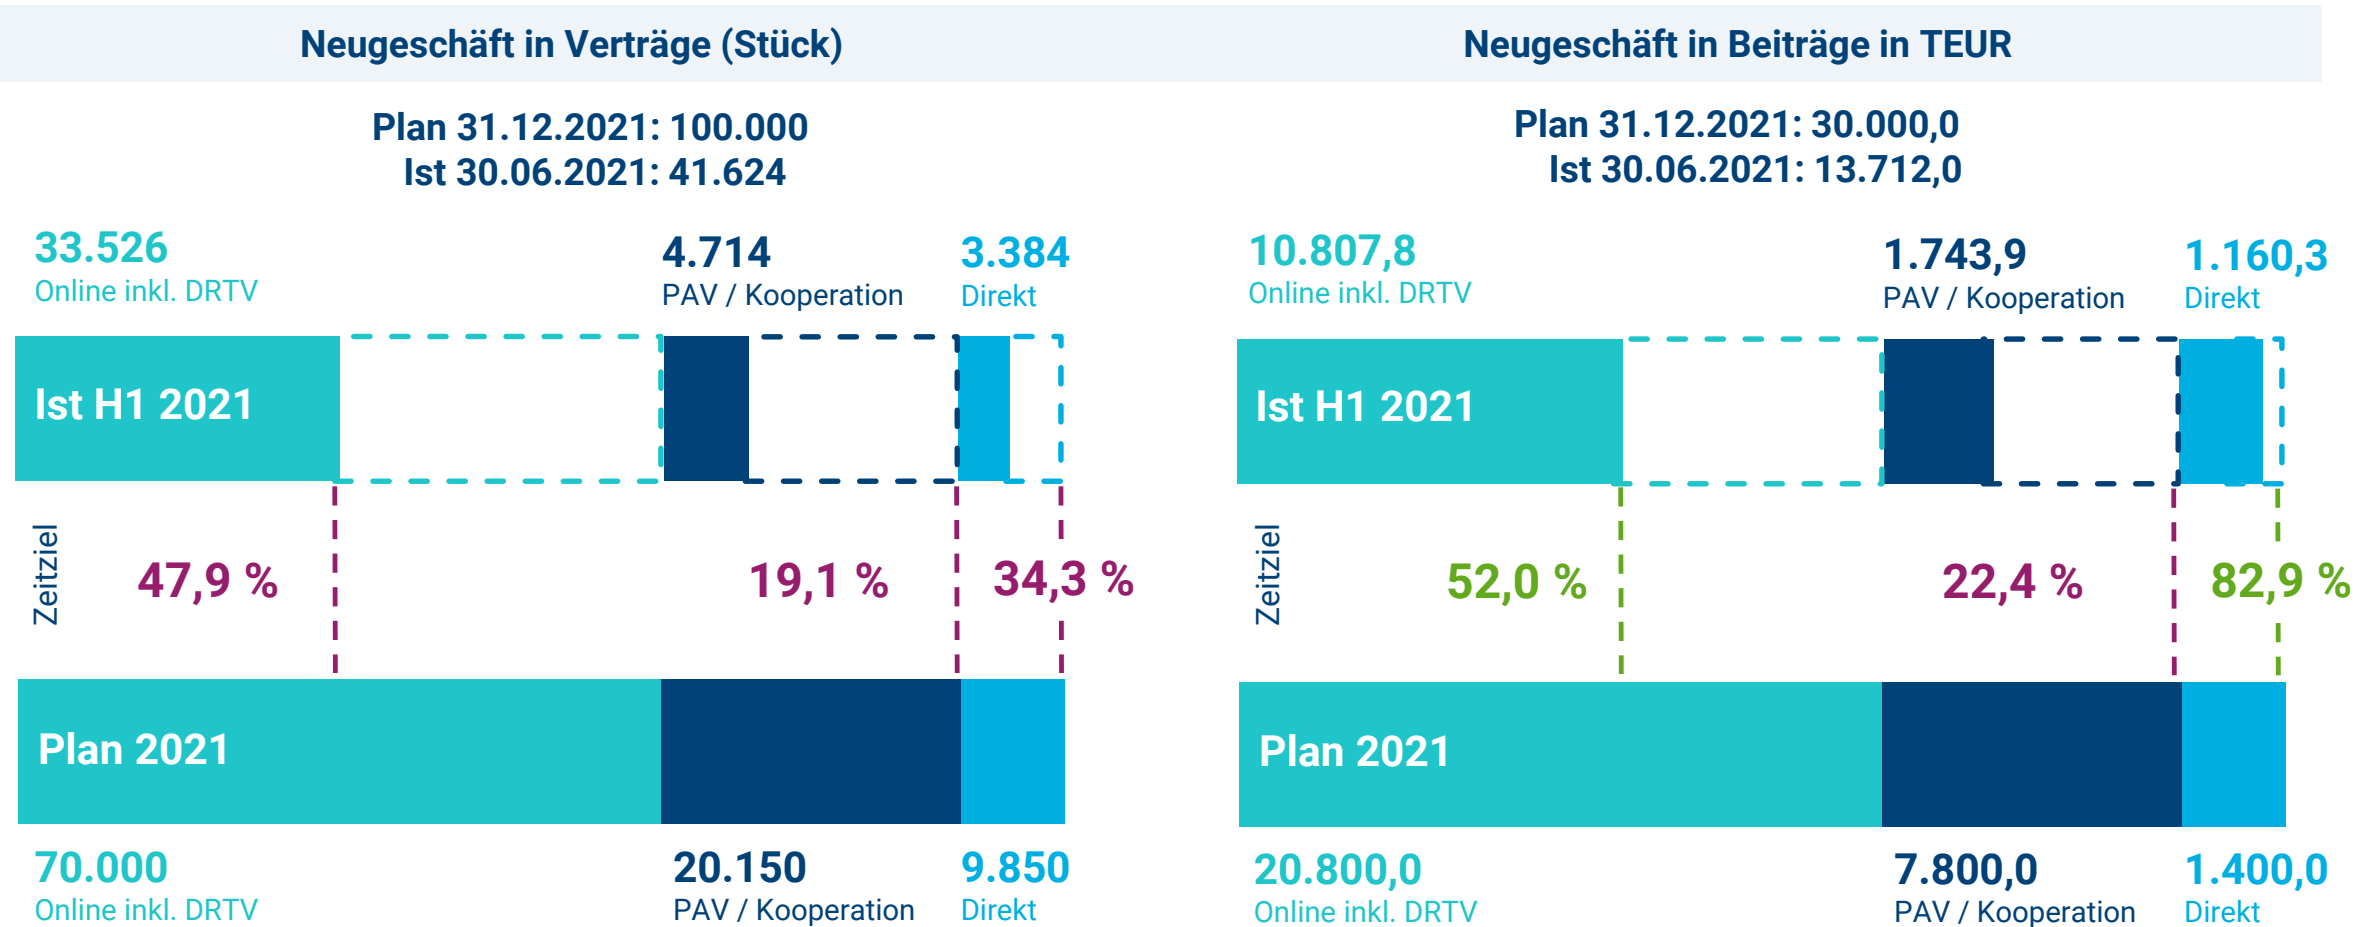 Neugeschäft in Verträge (Stück)
Plan 31.12.2021: 100.000
Ist 30.06.2021: 41.624
33.526
Online inkl. DRTV
4.714
PAV / Kooperation
3.384
Direkt
Ist H1 2021
Zeitziel
47,9 %
19,1 %
34,3 %
Plan 2021
70.000
Online inkl. DRTV
20.150
PAV / Kooperation
9.850
Direkt
Neugeschäft in Beiträge in TEUR
Plan 31.12.2021: 30.000,0
Ist 30.06.2021: 13.712,0
10.807,8
Online inkl. DRTV
1.743,9
PAV / Kooperation
1.160,3
Direkt
Ist H1 2021
Zeitziel
52,0 %
22,4 %
82,9 %
Plan 2021
20.800,0
Online inkl. DRTV
7.800,0
PAV / Kooperation
1.400,0
Direkt